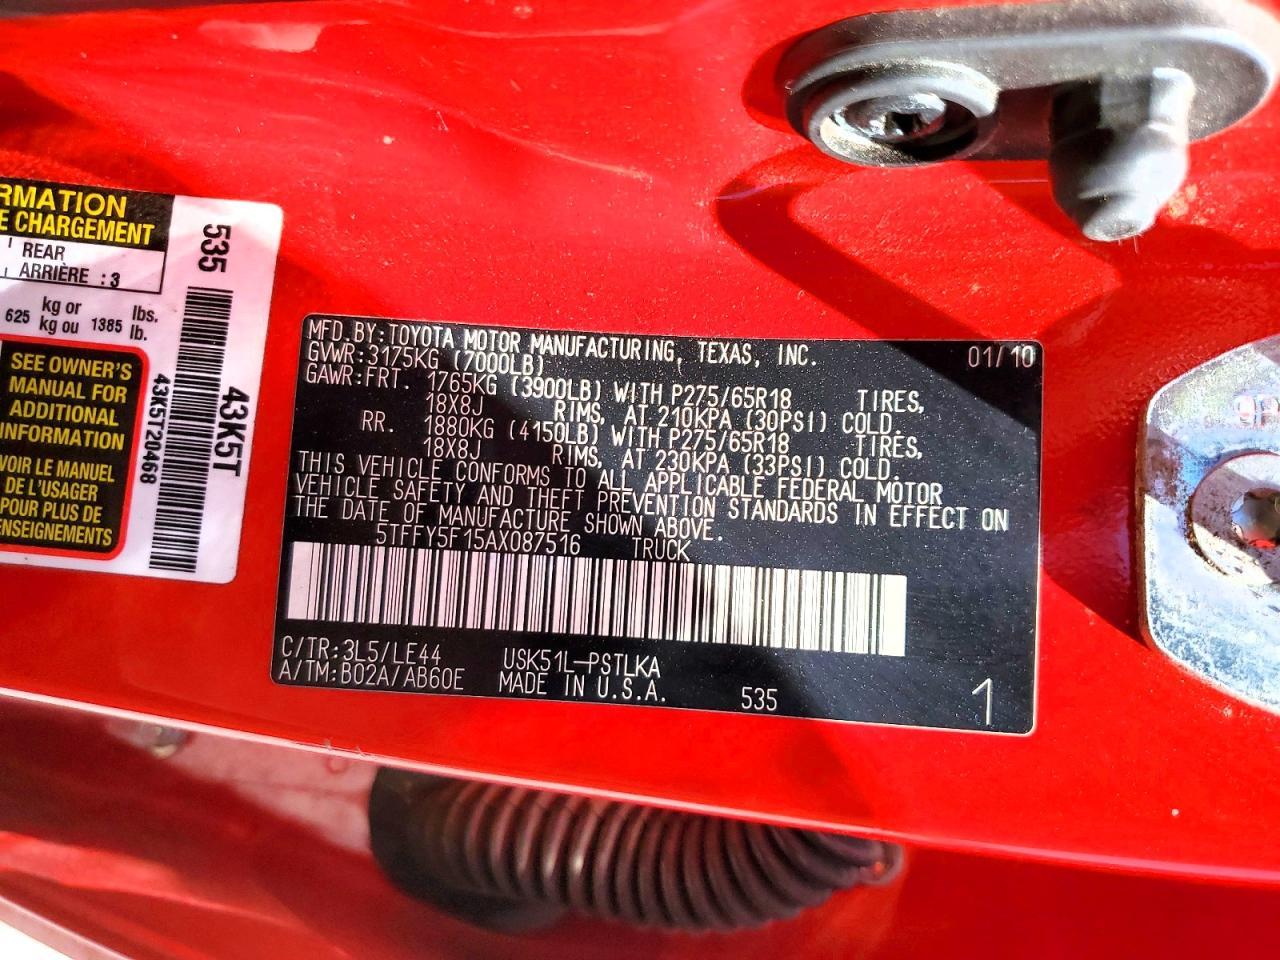 RMATION
E CHARGEMENT
REAR
ARRIÈRE : 3
625 kg or kg ou 1385 lbs. lb.
SEE OWNER'S
MANUAL FOR
ADDITIONAL
INFORMATION
VOIR LE MANUEL
DE L'USAGER
POUR PLUS DE
ENSEIGNEMENTS
535
43K5T
43K5T20468
MFD.BY:TOYOTA MOTOR MANUFACTURING, TEXAS, INC. 01/10
GVWR:3175KG (7000LB)
GAWR:FRT. 1765KG (3900LB) WITH P275/65R18 TIRES,
18X8J RIMS, AT 210KPA (30PSI) COLD.
RR. 1880KG (4150LB) WITH P275/65R18 TIRES,
18X8J RIMS, AT 230KPA (33PSI) COLD.
THIS VEHICLE CONFORMS TO ALL APPLICABLE FEDERAL MOTOR
VEHICLE SAFETY AND THEFT PREVENTION STANDARDS IN EFFECT ON
THE DATE OF MANUFACTURE SHOWN ABOVE.
5TFFY5F15AX087516 TRUCK
C/TR:3L5/LE44 USK51L-PSTLKA
A/TM:B02A/AB60E MADE IN U.S.A. 535 1